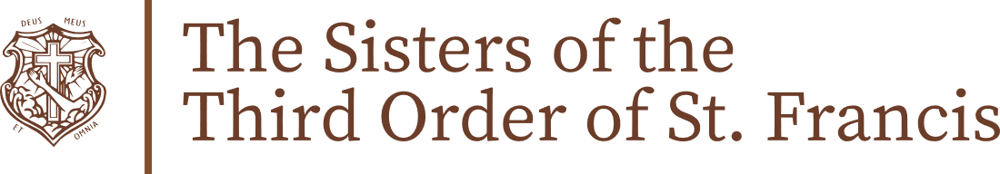 DEUS MEUS
ET OMNIA
The Sisters of the
Third Order of St. Francis